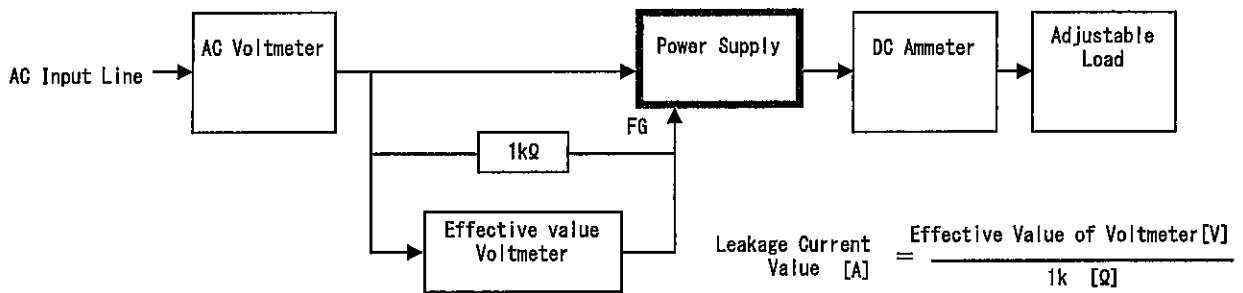 AC Input Line
AC Voltmeter
Power Supply
DC Ammeter
Adjustable
Load
FG
1kΩ
Effective value
Voltmeter
Leakage Current
Value [A]
=
Effective Value of Voltmeter[V]
1k [Ω]